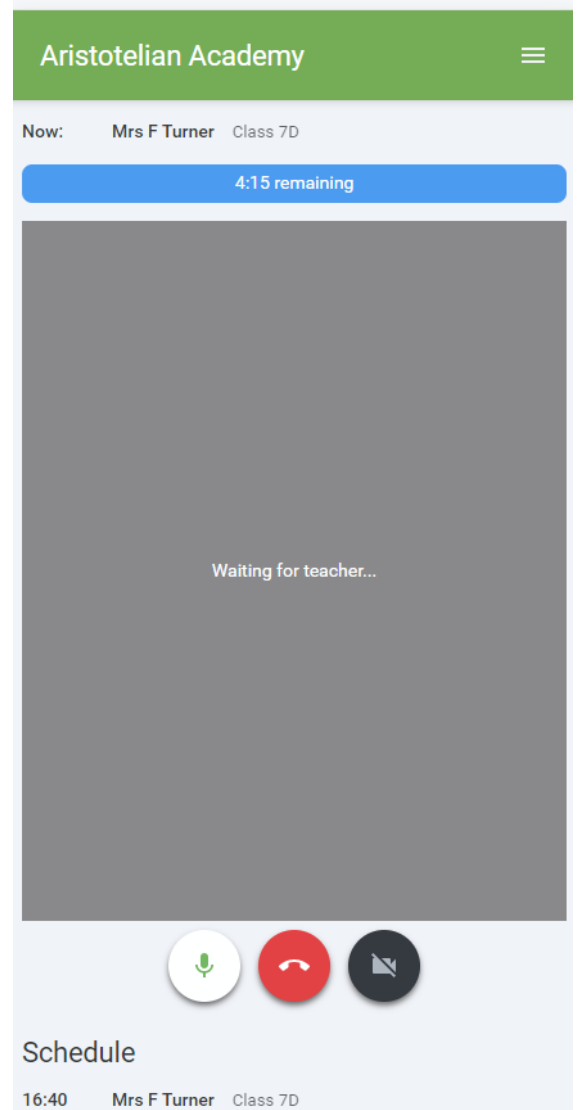 Aristotelian Academy
Now: Mrs F Turner Class 7D
4:15 remaining
Waiting for teacher...
Schedule
16:40 Mrs F Turner Class 7D